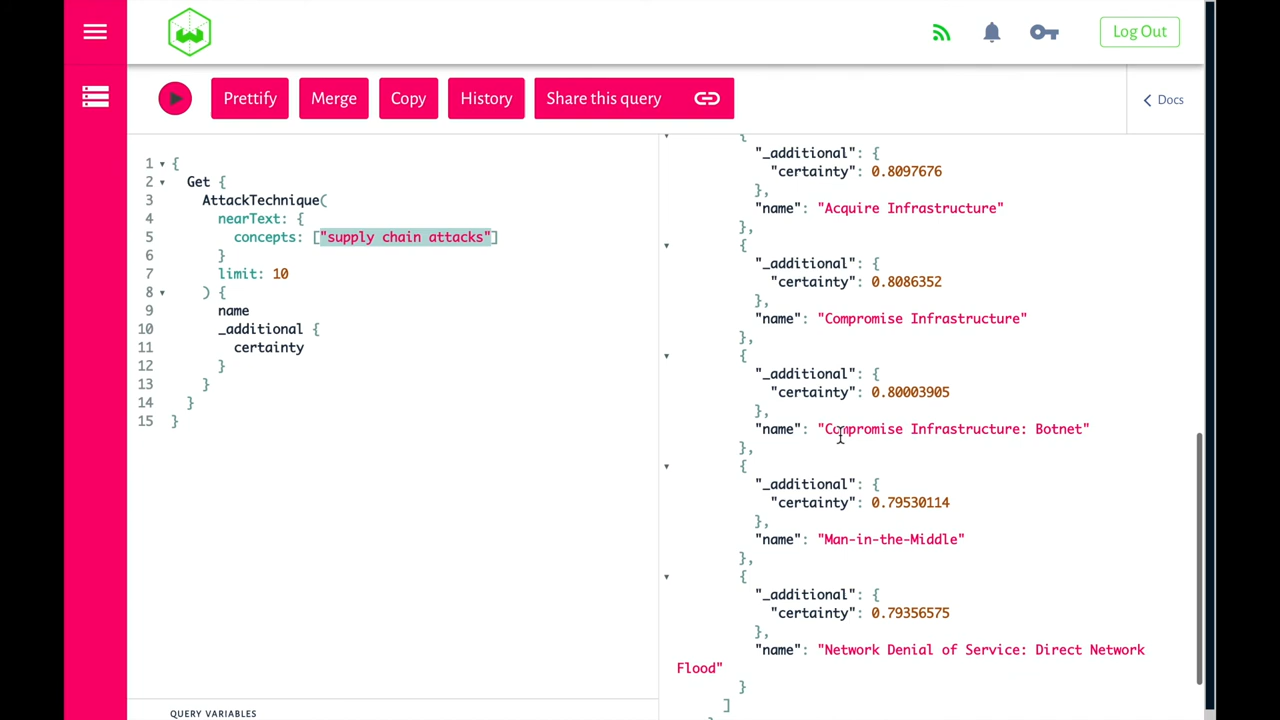 Log Out
Prettify
Merge
Copy
History
Share this query
Docs
1 {
2 Get {
3 AttackTechnique(
4 nearText: {
5 concepts: ["supply chain attacks"]
6 }
7 limit: 10
8 ) {
9 name
10 _additional {
11 certainty
12 }
13 }
14 }
15 }
QUERY VARIABLES
{
"_additional": {
"certainty": 0.8097676
},
"name": "Acquire Infrastructure"
},
{
"_additional": {
"certainty": 0.8086352
},
"name": "Compromise Infrastructure"
},
{
"_additional": {
"certainty": 0.80003905
},
"name": "Compromise Infrastructure: Botnet"
},
{
"_additional": {
"certainty": 0.79530114
},
"name": "Man-in-the-Middle"
},
{
"_additional": {
"certainty": 0.79356575
},
"name": "Network Denial of Service: Direct Network
Flood"
}
]